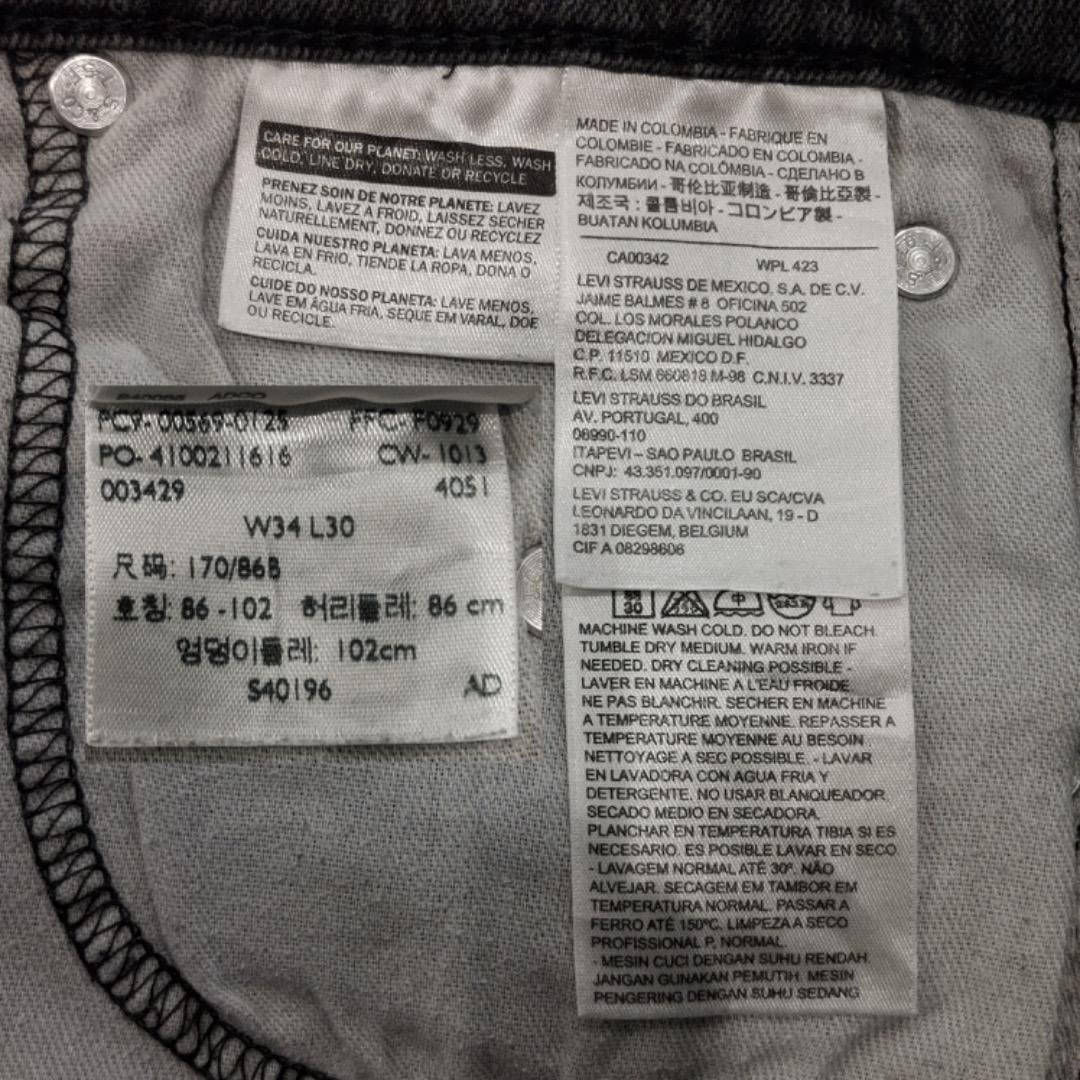 CARE FOR OUR PLANET: WASH LESS, WASH
COLD, LINE DRY, DONATE OR RECYCLE
PRENEZ SOIN DE NOTRE PLANETE: LAVEZ
MOINS, LAVEZ A FROID, LAISSEZ SECHER
NATURELLEMENT, DONNEZ OU RECYCLEZ
CUIDA NUESTRO PLANETA: LAVA MENOS,
LAVA EN FRIO, TIENDE LA ROPA, DONA O
RECICLA.
CUIDE DO NOSSO PLANETA: LAVE MENOS,
LAVE EM ÁGUA FRIA, SEQUE EM VARAL, DOE
OU RECICLE.
MADE IN COLOMBIA - FABRIQUE EN
COLOMBIE - FABRICADO EN COLOMBIA -
FABRICADO NA COLÔMBIA - СДЕЛАНО В
КОЛУМБИИ - 哥伦比亚制造 - 哥倫比亞製 -
제조국 : 콜롬비아 - コロンビア製 -
BUATAN KOLUMBIA
CA00342 WPL 423
LEVI STRAUSS DE MEXICO, S.A. DE C.V.
JAIME BALMES # 8 OFICINA 502
COL. LOS MORALES POLANCO
DELEGACION MIGUEL HIDALGO
C.P. 11510 MEXICO D.F.
R.F.C. LSM 660818 M-98 C.N.I.V. 3337
LEVI STRAUSS DO BRASIL
AV. PORTUGAL, 400
06990-110
ITAPEVI – SAO PAULO BRASIL
CNPJ: 43.351.097/0001-90
LEVI STRAUSS & CO. EU SCA/CVA
LEONARDO DA VINCILAAN, 19 - D
1831 DIEGEM, BELGIUM
CIF A 08298606
PC9-00569-0125 FFC-F0929
PO-4100211616 CW-1013
003429 4051
W34 L30
尺码: 170/86B
호칭: 86 -102 허리둘레: 86 cm
엉덩이둘레: 102cm
S40196 AD
30
MACHINE WASH COLD. DO NOT BLEACH.
TUMBLE DRY MEDIUM. WARM IRON IF
NEEDED. DRY CLEANING POSSIBLE -
LAVER EN MACHINE A L'EAU FROIDE.
NE PAS BLANCHIR. SECHER EN MACHINE
A TEMPERATURE MOYENNE. REPASSER A
TEMPERATURE MOYENNE AU BESOIN
NETTOYAGE A SEC POSSIBLE. - LAVAR
EN LAVADORA CON AGUA FRIA Y
DETERGENTE. NO USAR BLANQUEADOR.
SECADO MEDIO EN SECADORA.
PLANCHAR EN TEMPERATURA TIBIA SI ES
NECESARIO. ES POSIBLE LAVAR EN SECO
- LAVAGEM NORMAL ATÉ 30º. NÃO
ALVEJAR. SECAGEM EM TAMBOR EM
TEMPERATURA NORMAL. PASSAR A
FERRO ATÉ 150ºC. LIMPEZA A SECO
PROFISSIONAL P, NORMAL.
- MESIN CUCI DENGAN SUHU RENDAH.
JANGAN GUNAKAN PEMUTIH. MESIN
PENGERING DENGAN SUHU SEDANG